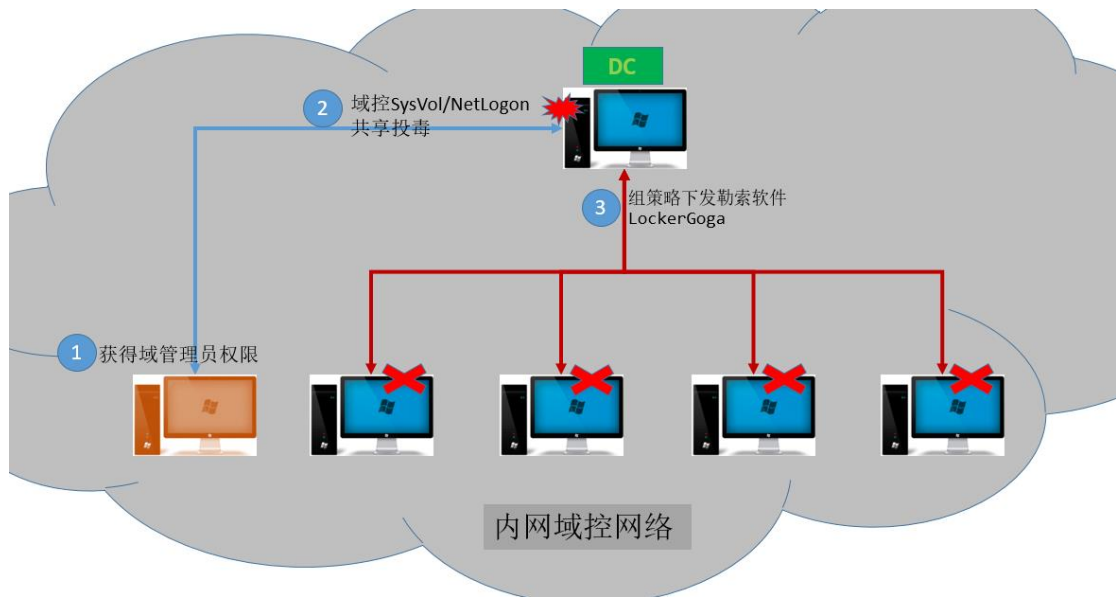 DC
2 域控SysVol/NetLogon
共享投毒
3 组策略下发勒索软件
LockerGoga
1 获得域管理员权限
内网域控网络